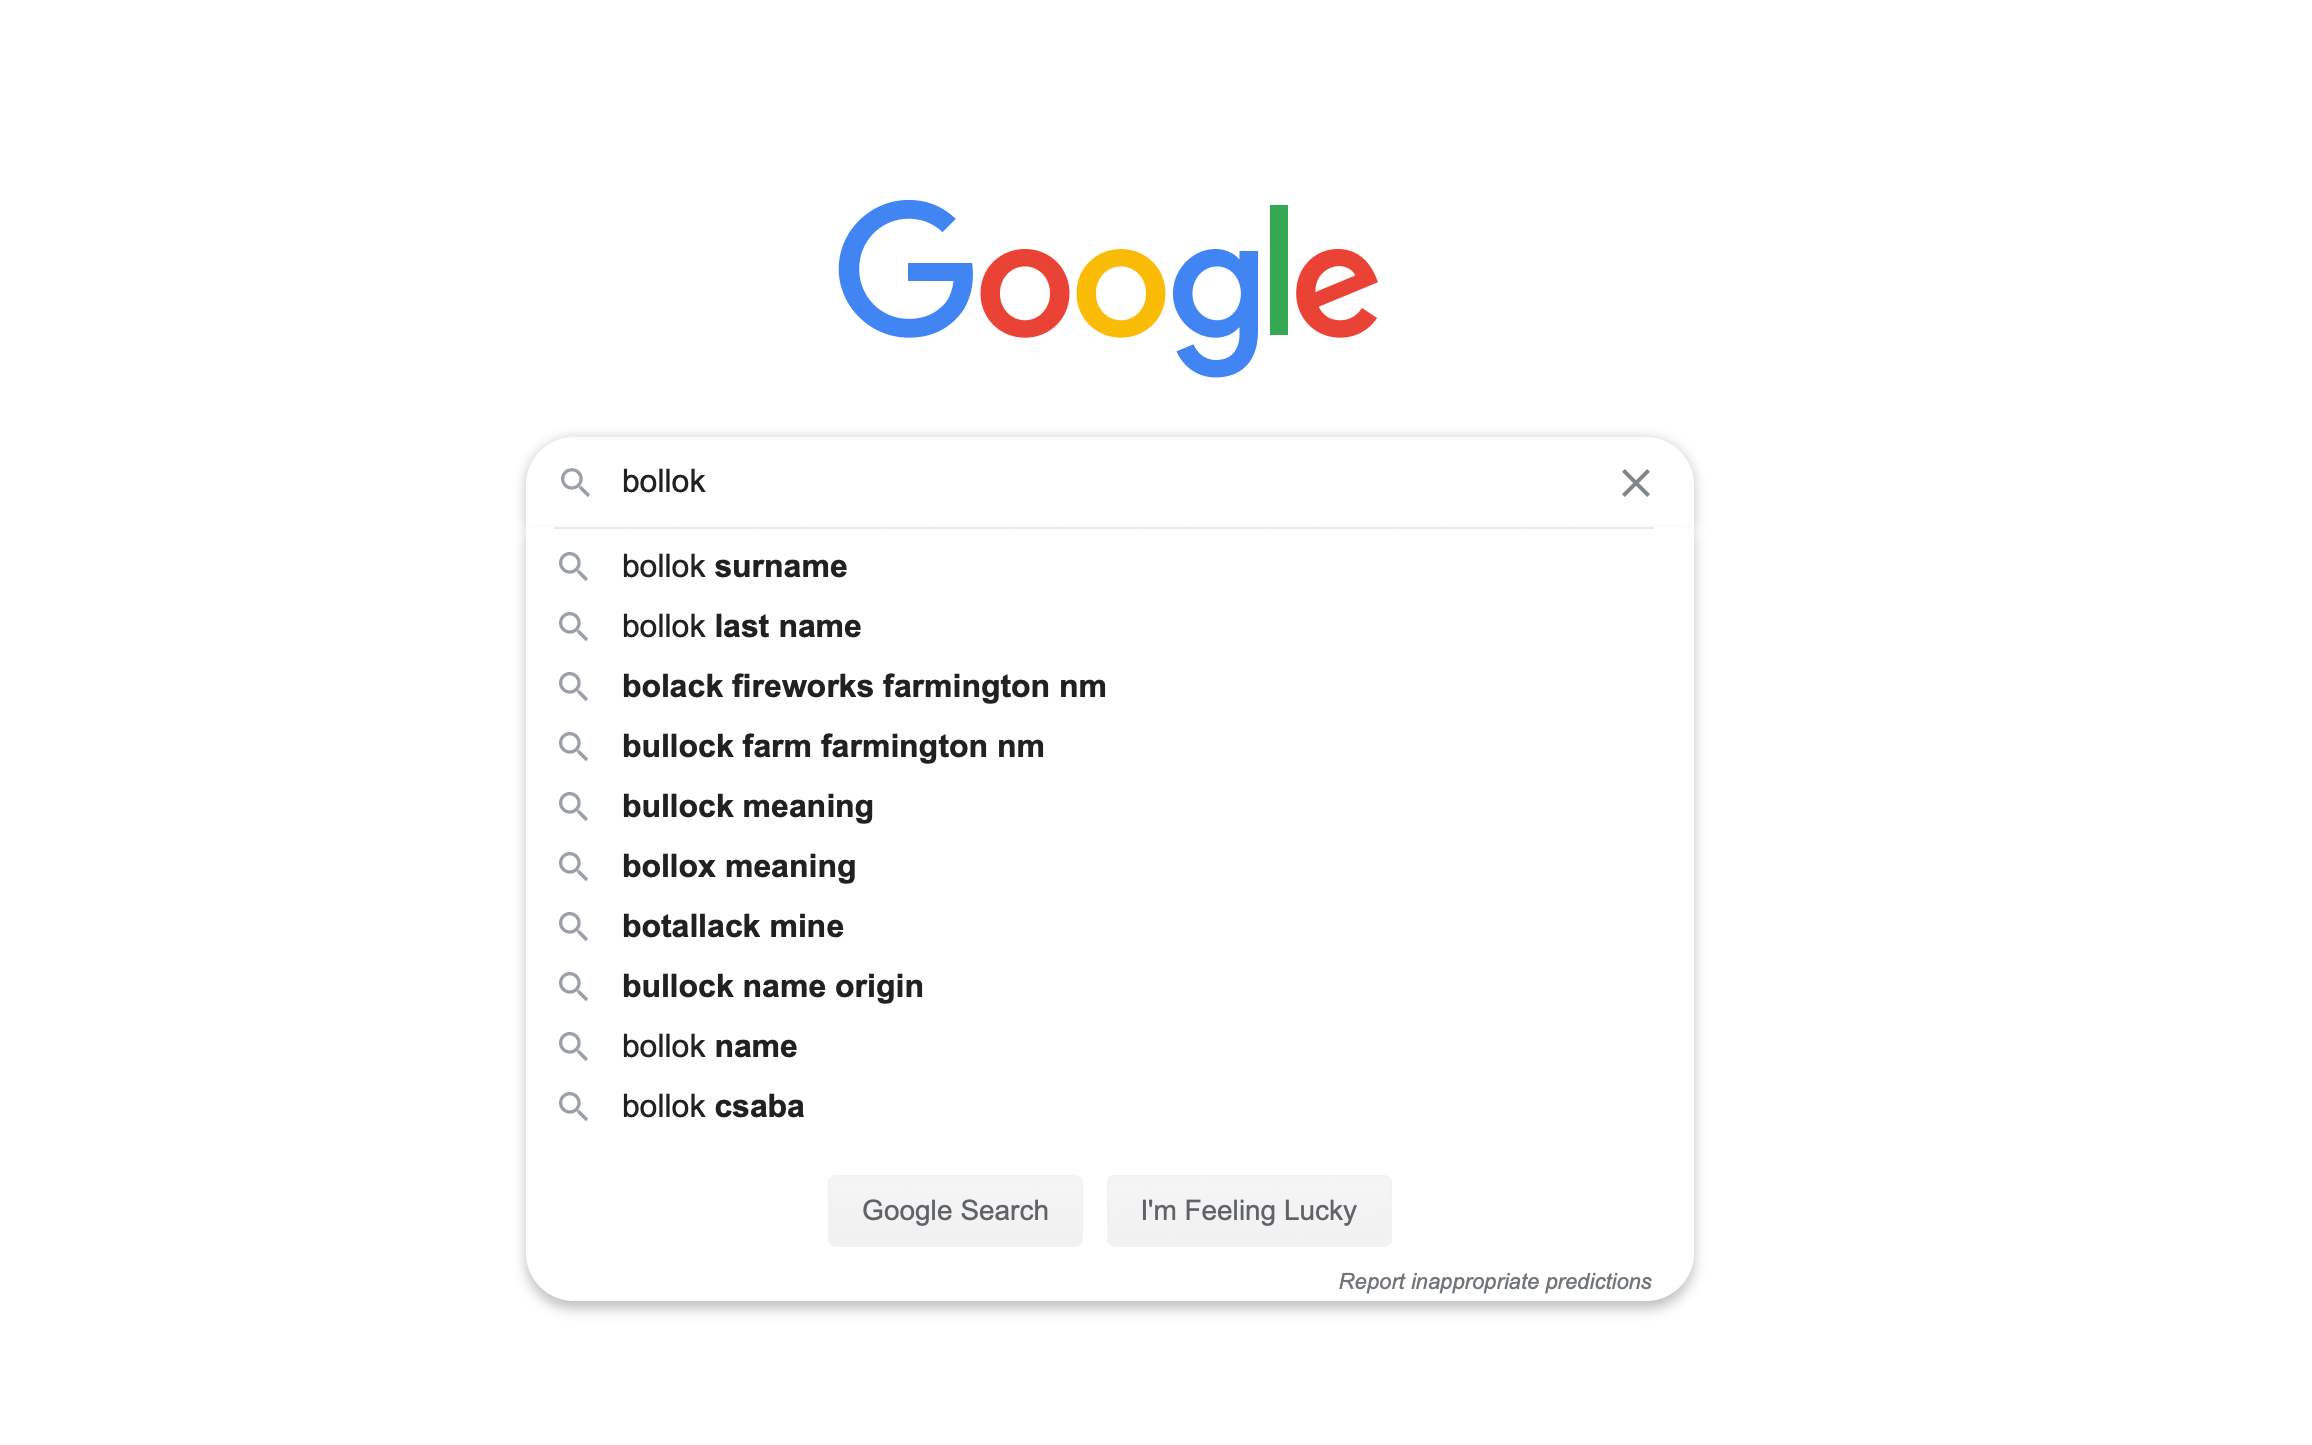 Google
bollok
bollok surname
bollok last name
bolack fireworks farmington nm
bullock farm farmington nm
bullock meaning
bollox meaning
botallack mine
bullock name origin
bollok name
bollok csaba
Google Search
I'm Feeling Lucky
Report inappropriate predictions